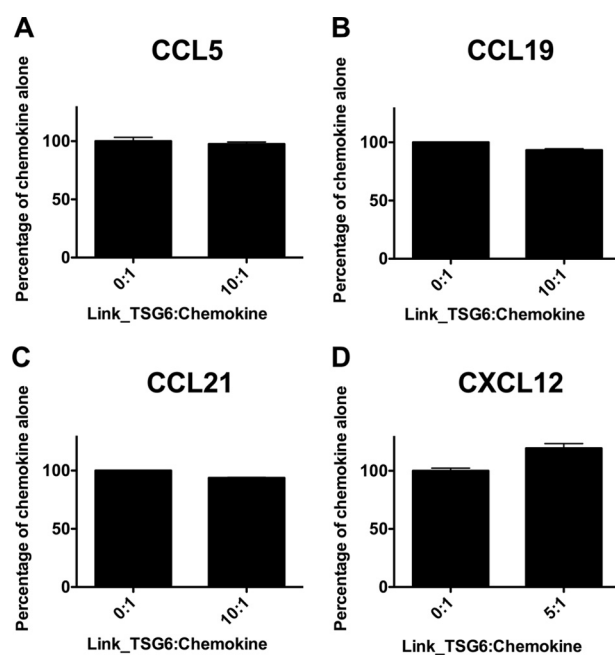 A
CCL5
Percentage of chemokine alone
100
50
0
0:1
10:1
Link_TSG6:Chemokine
B
CCL19
Percentage of chemokine alone
100
50
0
0:1
10:1
Link_TSG6:Chemokine
C
CCL21
Percentage of chemokine alone
100
50
0
0:1
10:1
Link_TSG6:Chemokine
D
CXCL12
Percentage of chemokine alone
100
50
0
0:1
5:1
Link_TSG6:Chemokine